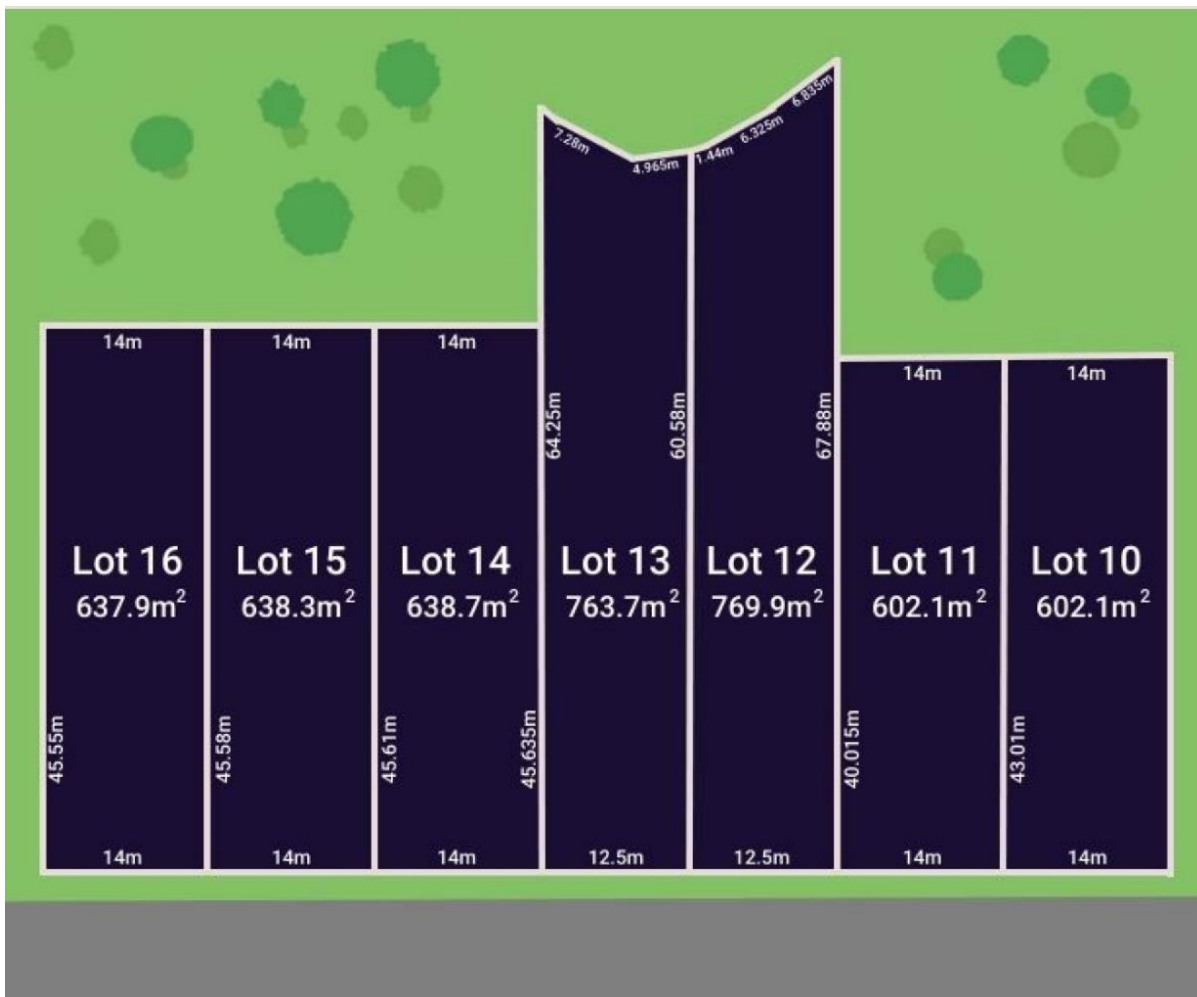 7.28m
4.965m
1.44m
6.325m
6.835m
14m
14m
14m
14m
14m
64.25m
60.58m
67.88m
Lot 16
637.9m²
Lot 15
638.3m²
Lot 14
638.7m²
Lot 13
763.7m²
Lot 12
769.9m²
Lot 11
602.1m²
Lot 10
602.1m²
45.55m
45.58m
45.61m
45.635m
40.015m
43.01m
14m
14m
14m
12.5m
12.5m
14m
14m